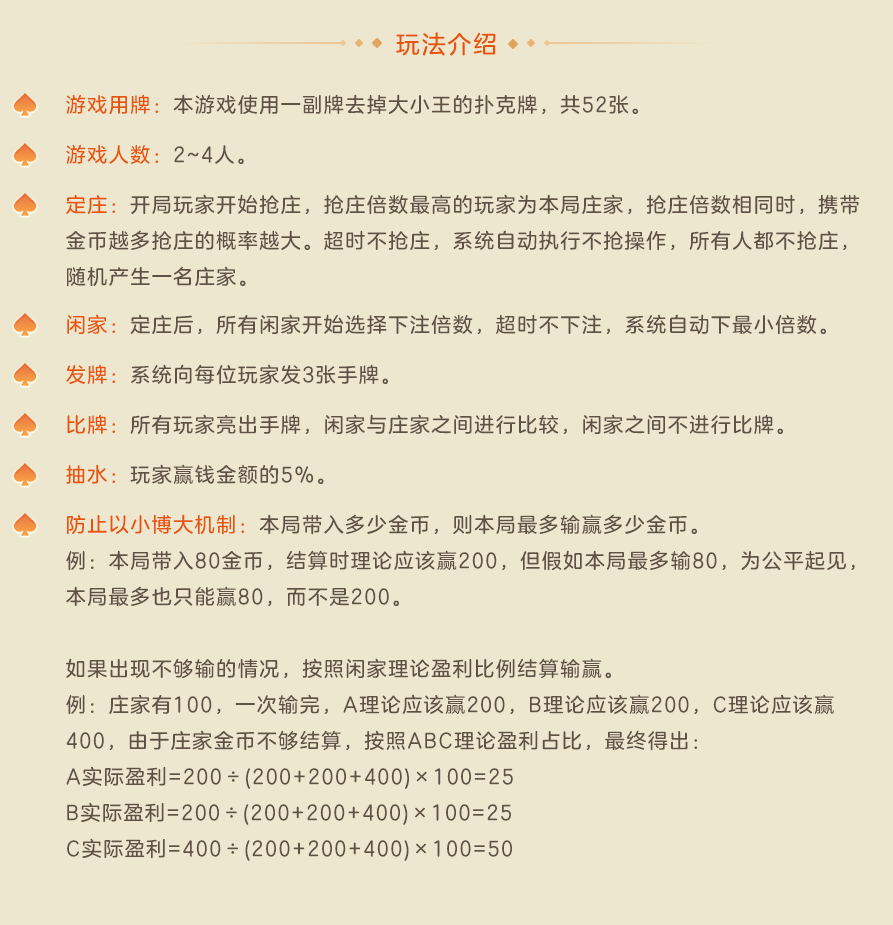 玩法介绍
游戏用牌：本游戏使用一副牌去掉大小王的扑克牌，共52张。
游戏人数：2~4人。
定庄：开局玩家开始抢庄，抢庄倍数最高的玩家为本局庄家，抢庄倍数相同时，携带
金币越多抢庄的概率越大。超时不抢庄，系统自动执行不抢操作，所有人都不抢庄，
随机产生一名庄家。
闲家：定庄后，所有闲家开始选择下注倍数，超时不下注，系统自动下最小倍数。
发牌：系统向每位玩家发3张手牌。
比牌：所有玩家亮出手牌，闲家与庄家之间进行比较，闲家之间不进行比牌。
抽水：玩家赢钱金额的5%。
防止以小博大机制：本局带入多少金币，则本局最多输赢多少金币。
例：本局带入80金币，结算时理论应该赢200，但假如本局最多输80，为公平起见，
本局最多也只能赢80，而不是200。
如果出现不够输的情况，按照闲家理论盈利比例结算输赢。
例：庄家有100，一次输完，A理论应该赢200，B理论应该赢200，C理论应该赢
400，由于庄家金币不够结算，按照ABC理论盈利占比，最终得出：
A实际盈利=200÷(200+200+400)×100=25
B实际盈利=200÷(200+200+400)×100=25
C实际盈利=400÷(200+200+400)×100=50